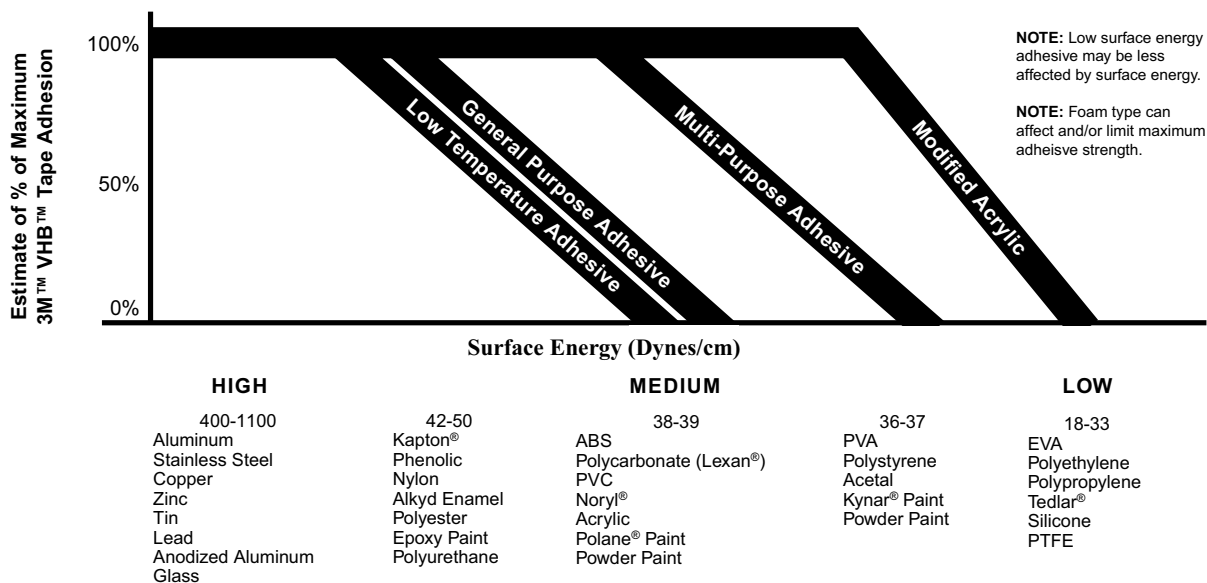 Estimate of % of Maximum
3M™ VHB™ Tape Adhesion
100%
50%
0%
Low Temperature Adhesive
General Purpose Adhesive
Multi-Purpose Adhesive
Modified Acrylic
NOTE: Low surface energy
adhesive may be less
affected by surface energy.
NOTE: Foam type can
affect and/or limit maximum
adheisve strength.
Surface Energy (Dynes/cm)
HIGH
400-1100
Aluminum
Stainless Steel
Copper
Zinc
Tin
Lead
Anodized Aluminum
Glass
42-50
Kapton®
Phenolic
Nylon
Alkyd Enamel
Polyester
Epoxy Paint
Polyurethane
MEDIUM
38-39
ABS
Polycarbonate (Lexan®)
PVC
Noryl®
Acrylic
Polane® Paint
Powder Paint
36-37
PVA
Polystyrene
Acetal
Kynar® Paint
Powder Paint
LOW
18-33
EVA
Polyethylene
Polypropylene
Tedlar®
Silicone
PTFE